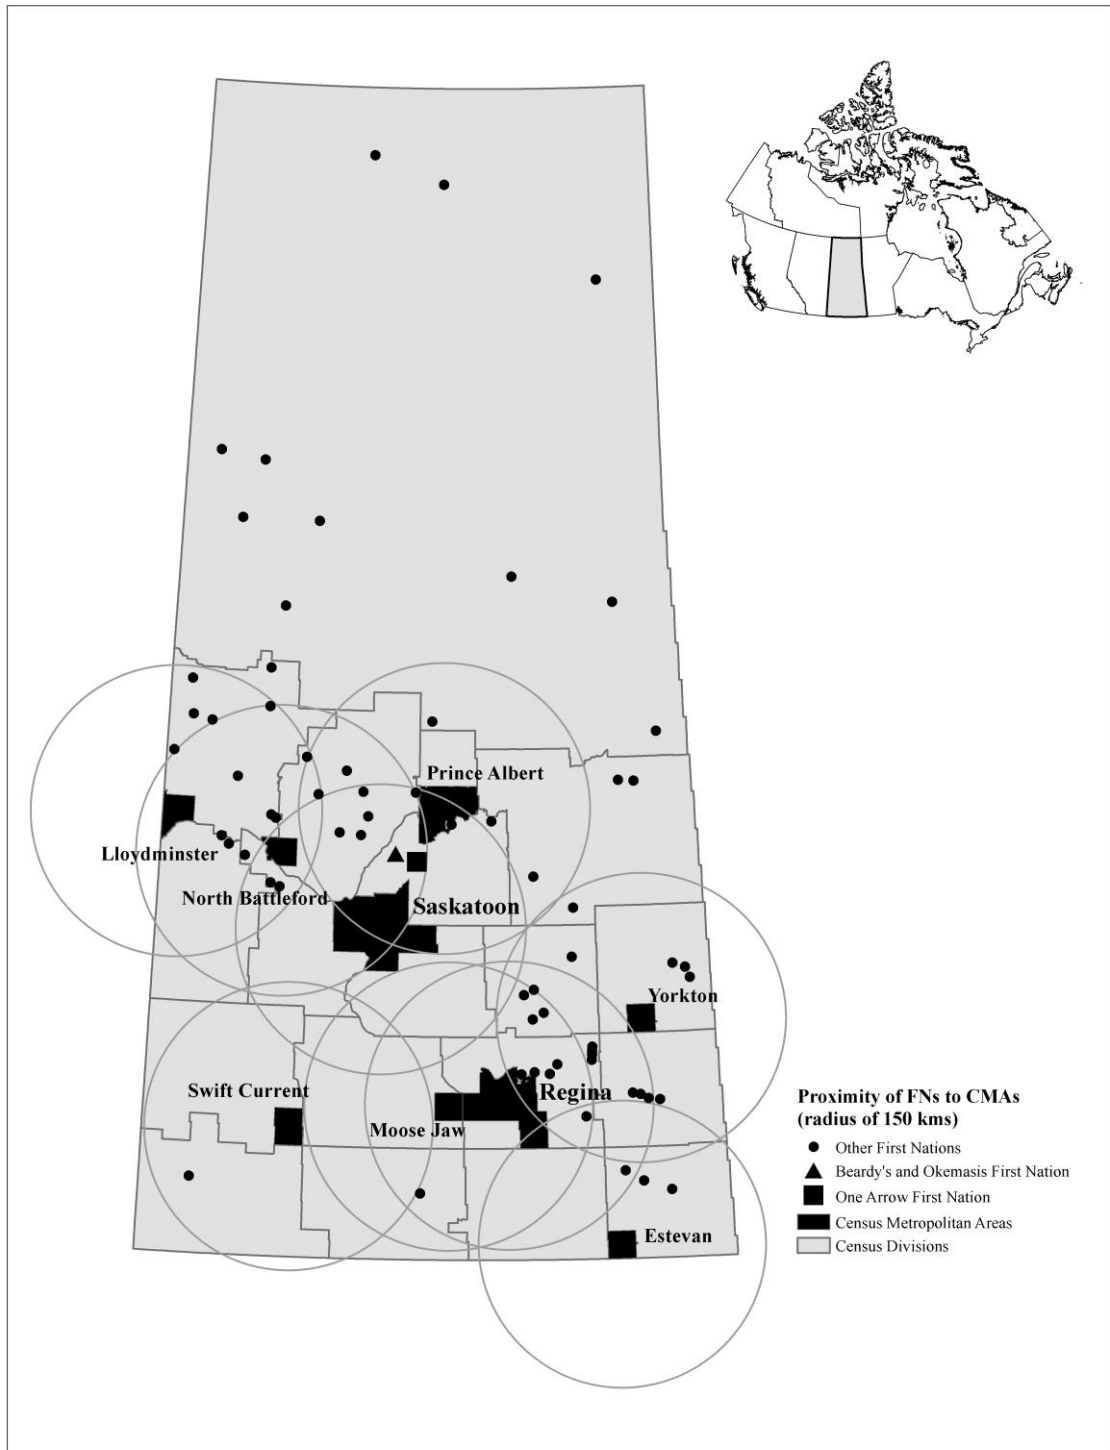 Prince Albert
Lloydminster
North Battleford
Saskatoon
Yorkton
Swift Current
Regina
Moose Jaw
Estevan
Proximity of FNs to CMAs
(radius of 150 kms)
Other First Nations
Beardy's and Okemasis First Nation
One Arrow First Nation
Census Metropolitan Areas
Census Divisions